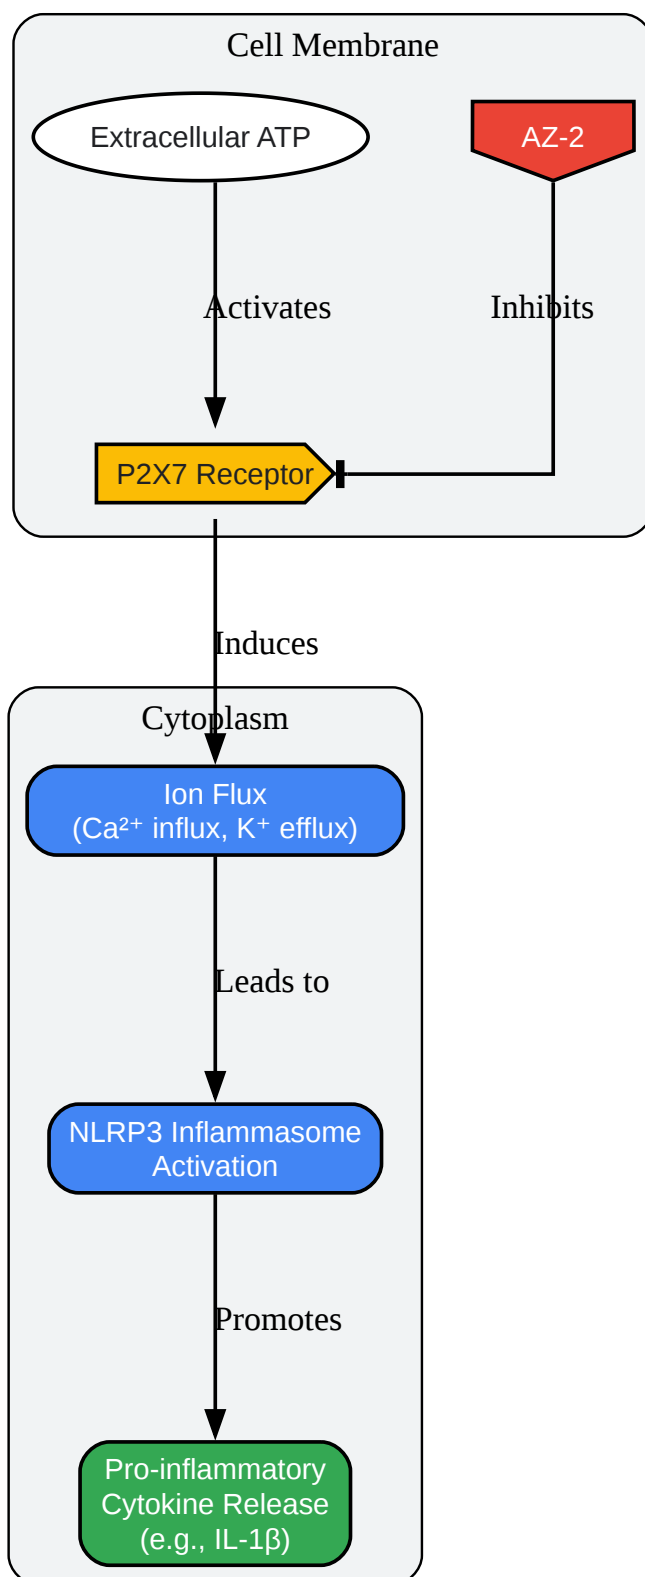 Cell Membrane
Extracellular ATP
AZ-2
Activates
Inhibits
P2X7 Receptor
Induces
Cytoplasm
Ion Flux
(Ca²⁺ influx, K⁺ efflux)
Leads to
NLRP3 Inflammasome
Activation
Promotes
Pro-inflammatory
Cytokine Release
(e.g., IL-1β)